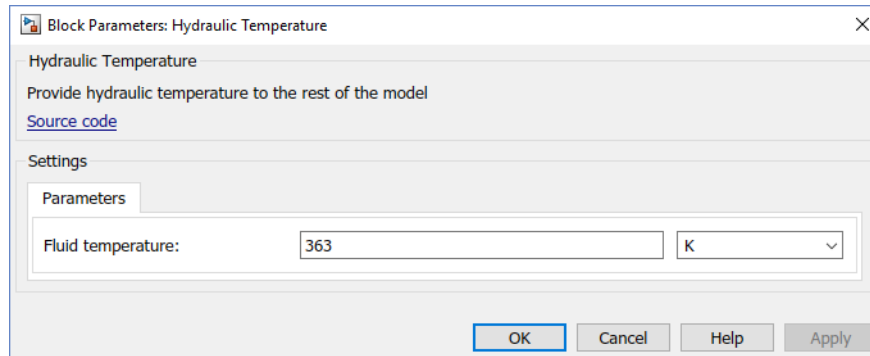 Block Parameters: Hydraulic Temperature
Hydraulic Temperature
Provide hydraulic temperature to the rest of the model
Source code
Settings
Parameters
Fluid temperature: 363 K
OK Cancel Help Apply